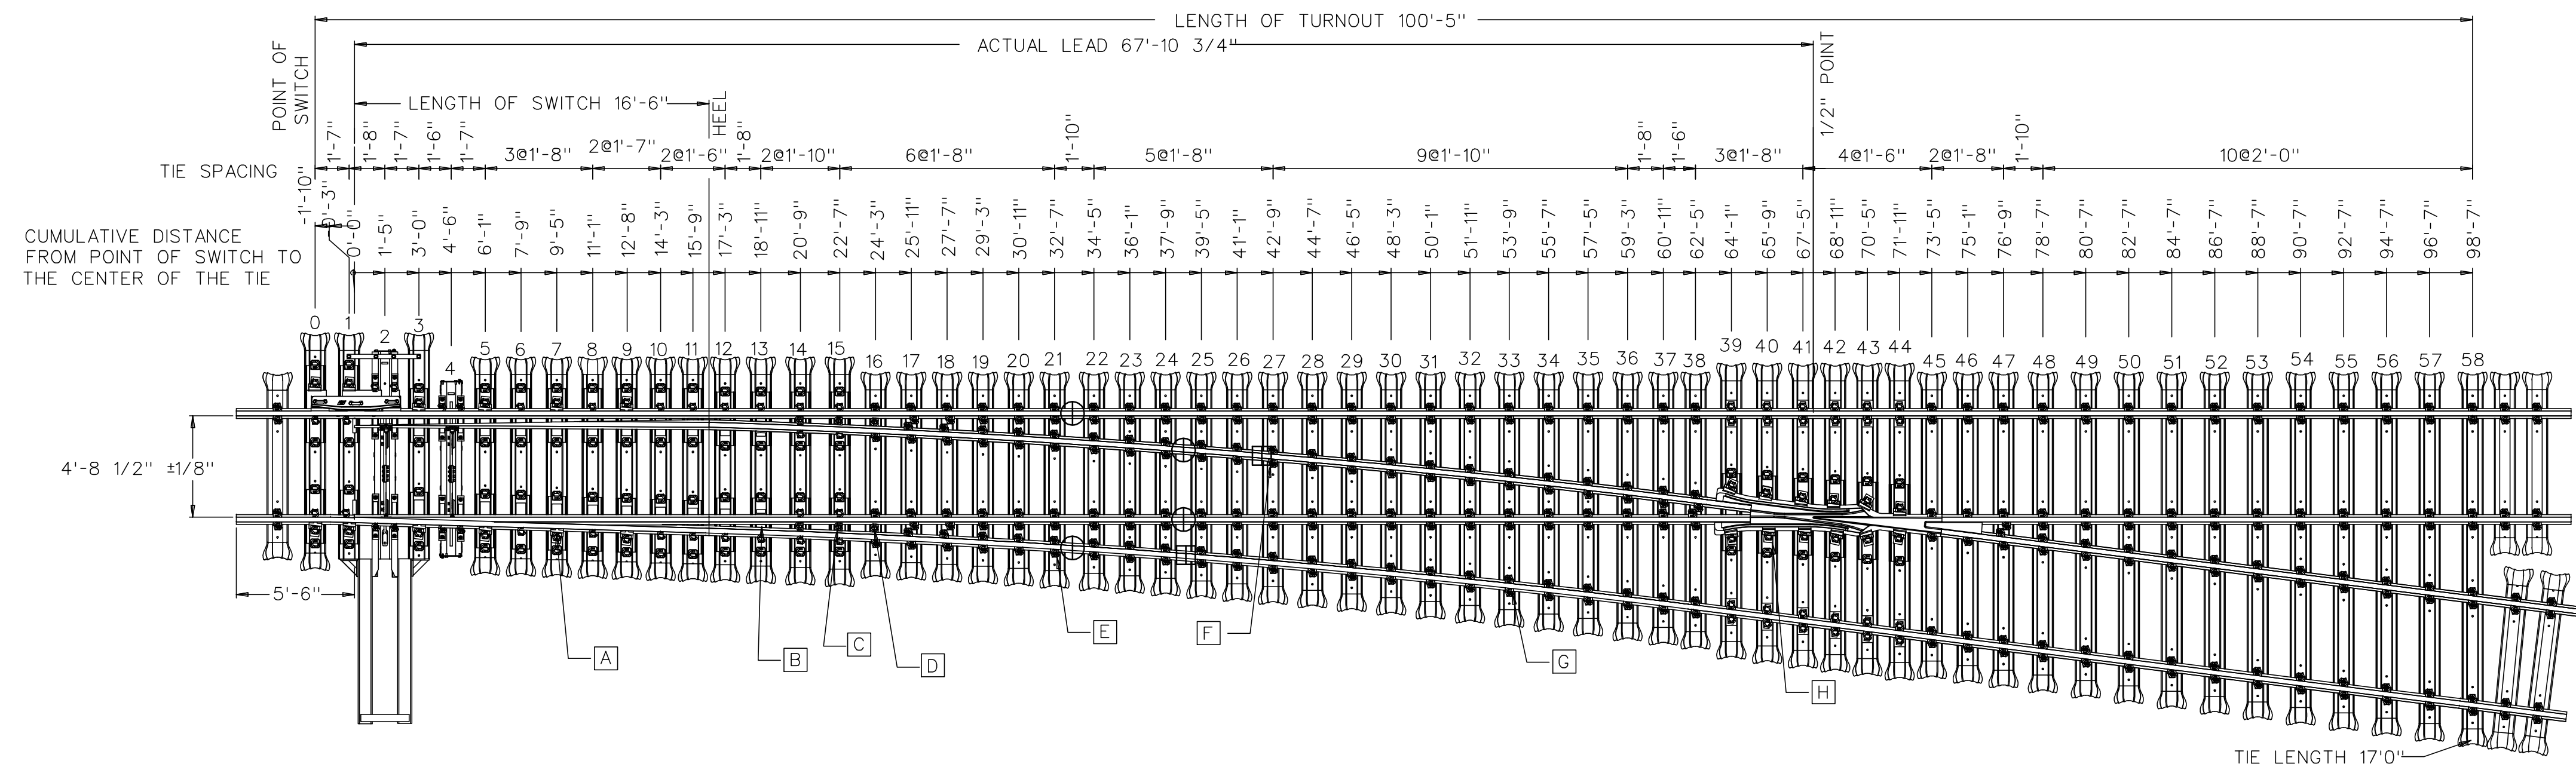 LENGTH OF TURNOUT 100'-5"
ACTUAL LEAD 67'-10 3/4"
POINT OF
SWITCH
LENGTH OF SWITCH 16'-6"
HEEL
1/2" POINT
TIE SPACING
1'-7" 1'-8" 1'-7" 1'-6" 1'-7" 3@1'-8" 2@1'-7" 2@1'-6" 1'-8" 2@1'-10" 6@1'-8" 1'-10" 5@1'-8" 9@1'-10" 1'-8" 1'-6" 3@1'-8" 4@1'-6" 2@1'-8" 1'-10" 10@2'-0"
CUMULATIVE DISTANCE
FROM POINT OF SWITCH TO
THE CENTER OF THE TIE
-1'-10" -0'-3" 0'-0" 1'-5" 3'-0" 4'-6" 6'-1" 7'-9" 9'-5" 11'-1" 12'-8" 14'-3" 15'-9" 17'-3" 18'-11" 20'-9" 22'-7" 24'-3" 25'-11" 27'-7" 29'-3" 30'-11" 32'-7" 34'-5" 36'-1" 37'-9" 39'-5" 41'-1" 42'-9" 44'-7" 46'-5" 48'-3" 50'-1" 51'-11" 53'-9" 55'-7" 57'-5" 59'-3" 60'-11" 62'-5" 64'-1" 65'-9" 67'-5" 68'-11" 70'-5" 71'-11" 73'-5" 75'-1" 76'-9" 78'-7" 80'-7" 82'-7" 84'-7" 86'-7" 88'-7" 90'-7" 92'-7" 94'-7" 96'-7" 98'-7"
0 1 2 3 4 5 6 7 8 9 10 11 12 13 14 15 16 17 18 19 20 21 22 23 24 25 26 27 28 29 30 31 32 33 34 35 36 37 38 39 40 41 42 43 44 45 46 47 48 49 50 51 52 53 54 55 56 57 58
4'-8 1/2" ±1/8"
5'-6"
A B C D E F G H
TIE LENGTH 17'0"